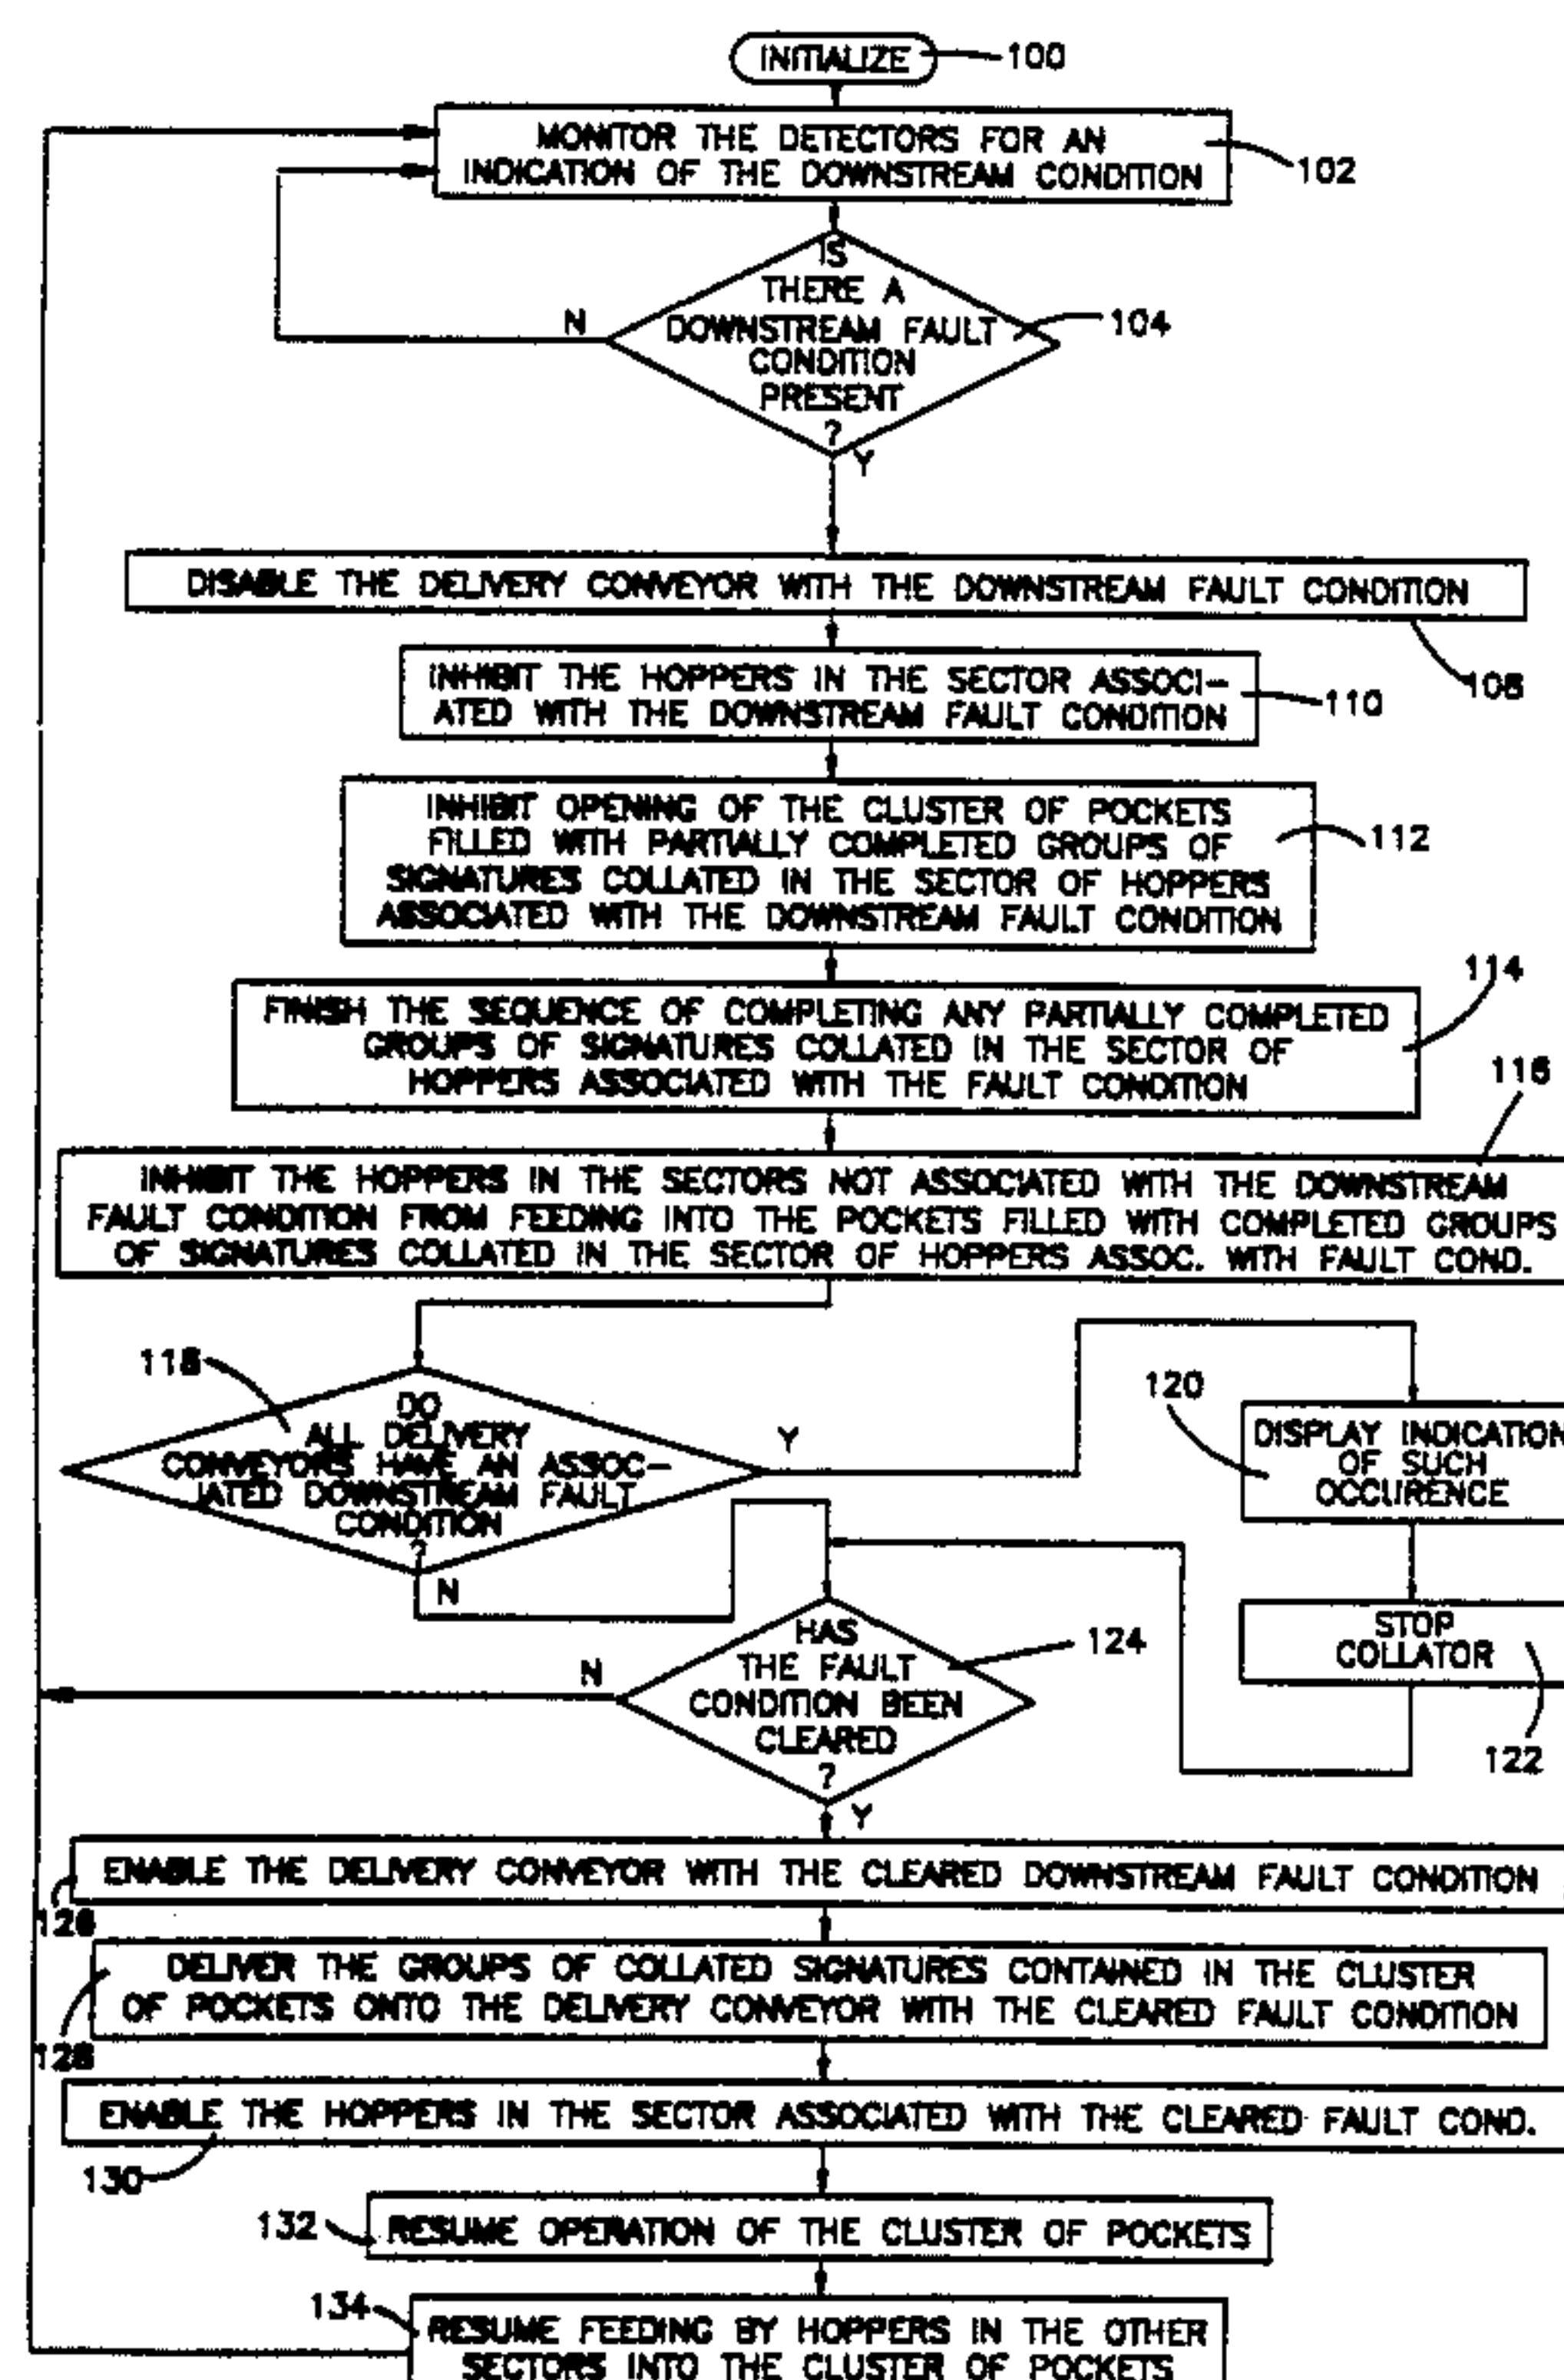 INITIALIZE
100
MONITOR THE DETECTORS FOR AN
INDICATION OF THE DOWNSTREAM CONDITION
102
IS
THERE A
DOWNSTREAM FAULT
CONDITION
PRESENT
?
104
N
Y
DISABLE THE DELIVERY CONVEYOR WITH THE DOWNSTREAM FAULT CONDITION
INHIBIT THE HOPPERS IN THE SECTOR ASSOCI-
ATED WITH THE DOWNSTREAM FAULT CONDITION
110
INHIBIT OPENING OF THE CLUSTER OF POCKETS
FILLED WITH PARTIALLY COMPLETED GROUPS OF
SIGNATURES COLLATED IN THE SECTOR OF HOPPERS
ASSOCIATED WITH THE DOWNSTREAM FAULT CONDITION
112
114
FINISH THE SEQUENCE OF COMPLETING ANY PARTIALLY COMPLETED
GROUPS OF SIGNATURES COLLATED IN THE SECTOR OF
HOPPERS ASSOCIATED WITH THE FAULT CONDITION
116
INHIBIT THE HOPPERS IN THE SECTORS NOT ASSOCIATED WITH THE DOWNSTREAM
FAULT CONDITION FROM FEEDING INTO THE POCKETS FILLED WITH COMPLETED GROUPS
OF SIGNATURES COLLATED IN THE SECTOR OF HOPPERS ASSOC. WITH FAULT COND.
118
DO
ALL DELIVERY
CONVEYORS HAVE AN ASSOC-
IATED DOWNSTREAM FAULT
CONDITION
?
Y
N
120
DISPLAY INDICATION
OF SUCH
OCCURENCE
STOP
COLLATOR
122
HAS
THE FAULT
CONDITION BEEN
CLEARED
?
124
N
Y
ENABLE THE DELIVERY CONVEYOR WITH THE CLEARED DOWNSTREAM FAULT CONDITION
126
DELIVER THE GROUPS OF COLLATED SIGNATURES CONTAINED IN THE CLUSTER
OF POCKETS ONTO THE DELIVERY CONVEYOR WITH THE CLEARED FAULT CONDITION
128
ENABLE THE HOPPERS IN THE SECTOR ASSOCIATED WITH THE CLEARED FAULT COND.
130
132
RESUME OPERATION OF THE CLUSTER OF POCKETS
134
RESUME FEEDING BY HOPPERS IN THE OTHER
SECTORS INTO THE CLUSTER OF POCKETS